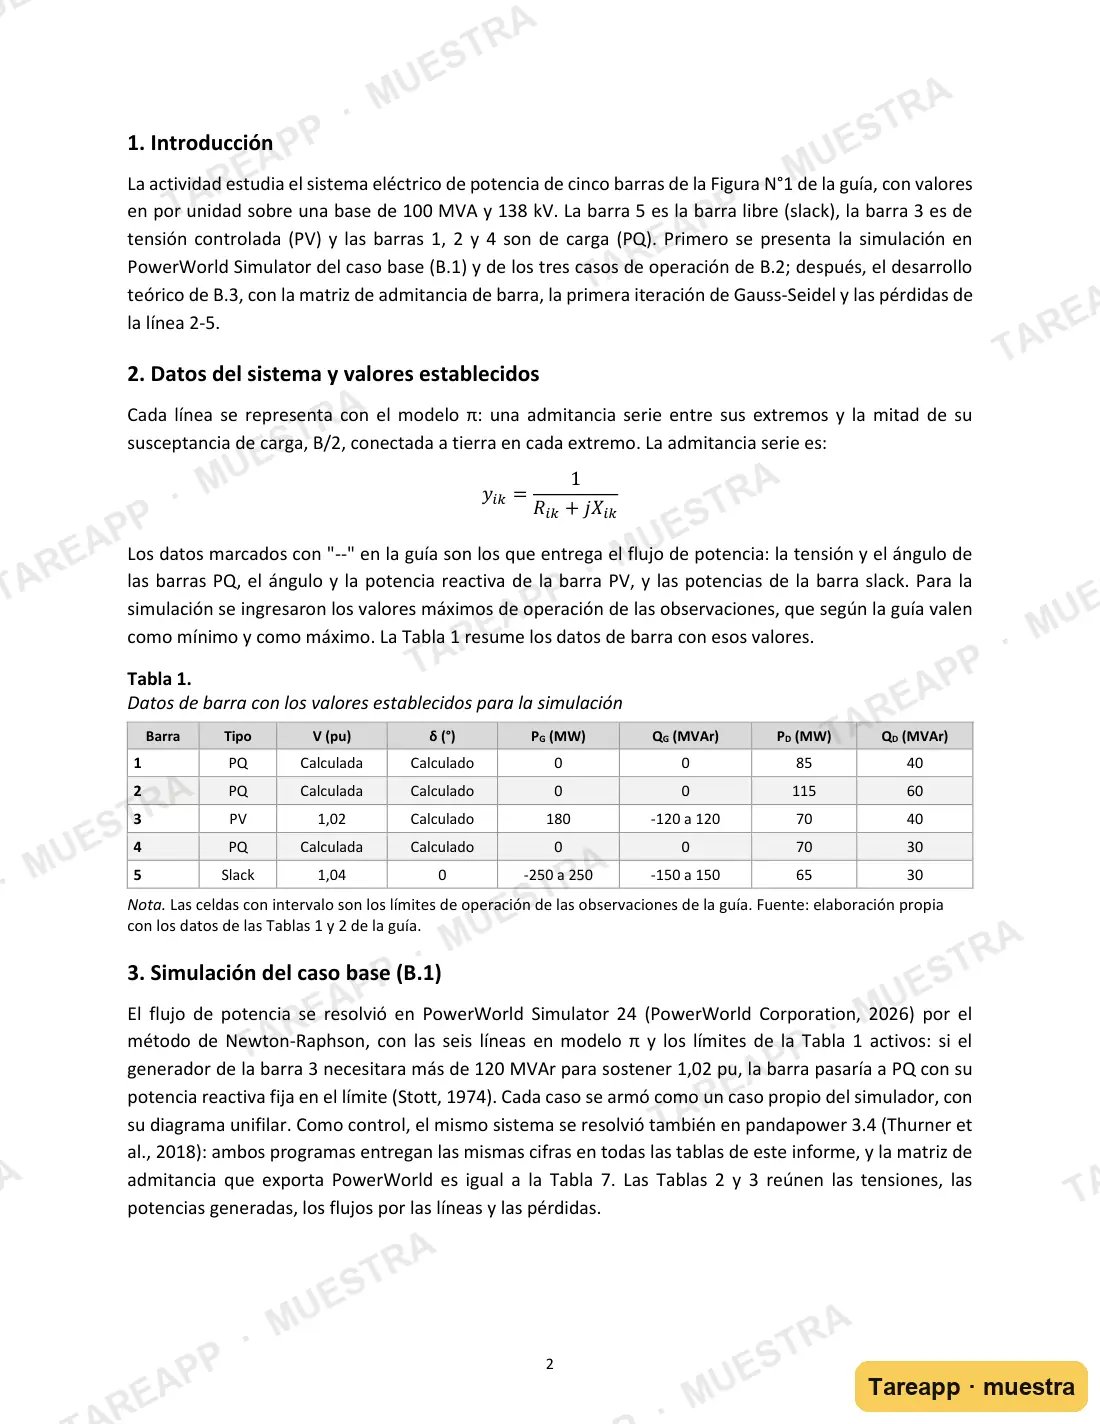 1. Introducción
La actividad estudia el sistema eléctrico de potencia de cinco barras de la Figura N°1 de la guía, con valores
en por unidad sobre una base de 100 MVA y 138 kV. La barra 5 es la barra libre (slack), la barra 3 es de
tensión controlada (PV) y las barras 1, 2 y 4 son de carga (PQ). Primero se presenta la simulación en
PowerWorld Simulator del caso base (B.1) y de los tres casos de operación de B.2; después, el desarrollo
teórico de B.3, con la matriz de admitancia de barra, la primera iteración de Gauss-Seidel y las pérdidas de
la línea 2-5.
2. Datos del sistema y valores establecidos
Cada línea se representa con el modelo π: una admitancia serie entre sus extremos y la mitad de su
susceptancia de carga, B/2, conectada a tierra en cada extremo. La admitancia serie es:
y_ik = 1 / (R_ik + jX_ik)
Los datos marcados con "--" en la guía son los que entrega el flujo de potencia: la tensión y el ángulo de
las barras PQ, el ángulo y la potencia reactiva de la barra PV, y las potencias de la barra slack. Para la
simulación se ingresaron los valores máximos de operación de las observaciones, que según la guía valen
como mínimo y como máximo. La Tabla 1 resume los datos de barra con esos valores.
Tabla 1.
Datos de barra con los valores establecidos para la simulación
Barra Tipo V (pu) δ (°) PG (MW) QG (MVAr) PD (MW) QD (MVAr)
1 PQ Calculada Calculado 0 0 85 40
2 PQ Calculada Calculado 0 0 115 60
3 PV 1,02 Calculado 180 -120 a 120 70 40
4 PQ Calculada Calculado 0 0 70 30
5 Slack 1,04 0 -250 a 250 -150 a 150 65 30
Nota. Las celdas con intervalo son los límites de operación de las observaciones de la guía. Fuente: elaboración propia
con los datos de las Tablas 1 y 2 de la guía.
3. Simulación del caso base (B.1)
El flujo de potencia se resolvió en PowerWorld Simulator 24 (PowerWorld Corporation, 2026) por el
método de Newton-Raphson, con las seis líneas en modelo π y los límites de la Tabla 1 activos: si el
generador de la barra 3 necesitara más de 120 MVAr para sostener 1,02 pu, la barra pasaría a PQ con su
potencia reactiva fija en el límite (Stott, 1974). Cada caso se armó como un caso propio del simulador, con
su diagrama unifilar. Como control, el mismo sistema se resolvió también en pandapower 3.4 (Thurner et
al., 2018): ambos programas entregan las mismas cifras en todas las tablas de este informe, y la matriz de
admitancia que exporta PowerWorld es igual a la Tabla 7. Las Tablas 2 y 3 reúnen las tensiones, las
potencias generadas, los flujos por las líneas y las pérdidas.
2
Tareapp · muestra
TAREAPP · MUESTRA